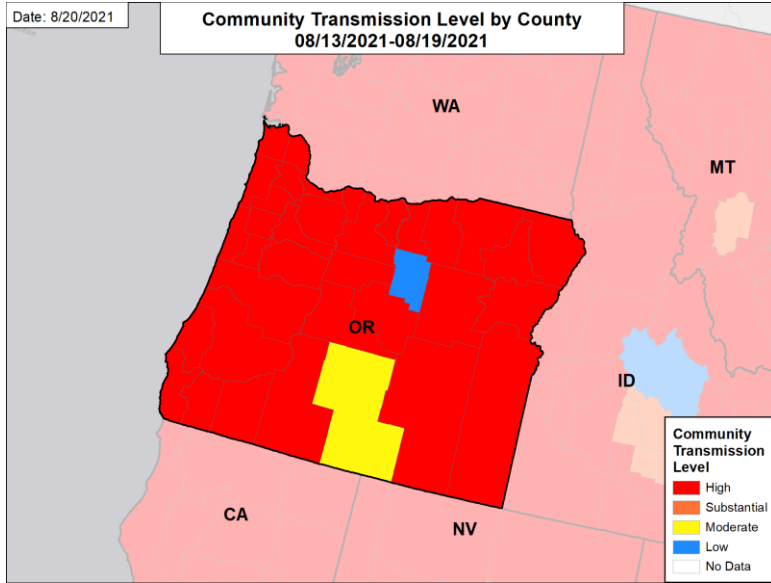 Date: 8/20/2021
Community Transmission Level by County
08/13/2021-08/19/2021
WA
MT
OR
ID
CA
NV
Community
Transmission
Level
High
Substantial
Moderate
Low
No Data